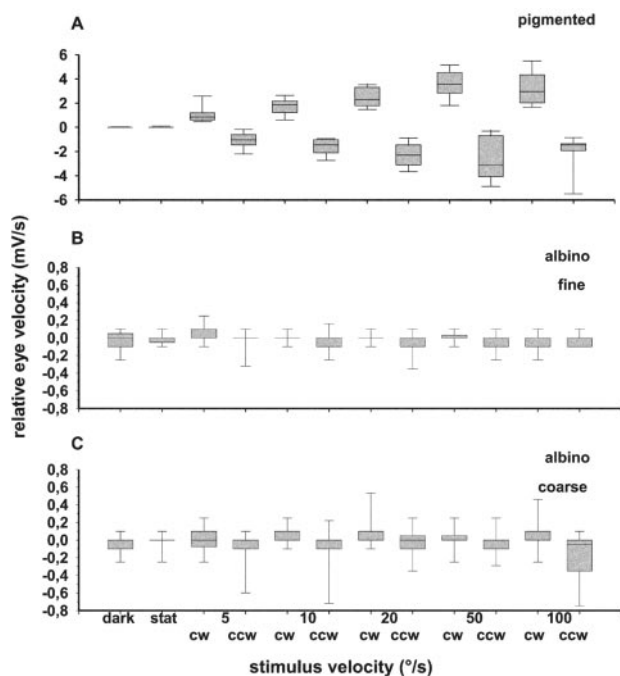 A
pigmented
6
4
2
0
-2
-4
-6
relative eye velocity (mV/s)
B
albino
fine
0,8
0,6
0,4
0,2
0,0
-0,2
-0,4
-0,6
-0,8
C
albino
coarse
0,8
0,6
0,4
0,2
0,0
-0,2
-0,4
-0,6
-0,8
dark stat 5 10 20 50 100
cw ccw cw ccw cw ccw cw ccw cw ccw
stimulus velocity (°/s)